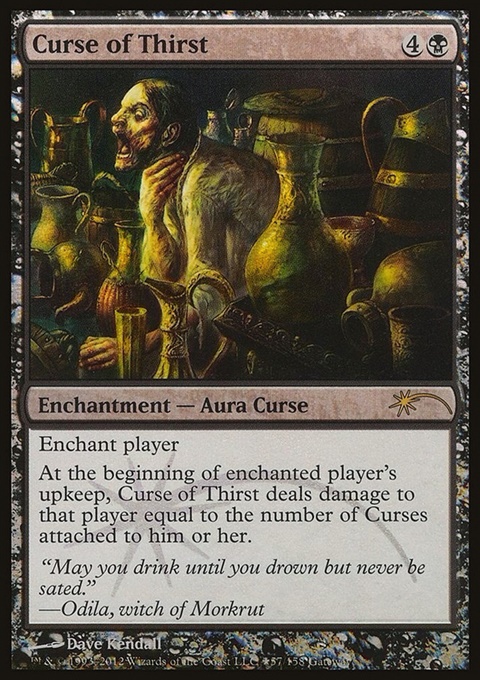 Curse of Thirst 4
Enchantment — Aura Curse
Enchant player
At the beginning of enchanted player's
upkeep, Curse of Thirst deals damage to
that player equal to the number of Curses
attached to him or her.
"May you drink until you drown but never be
sated."
—Odila, witch of Morkrut
Dave Kendall
™ & © 1993-2012 Wizards of the Coast LLC 57/158 Gateway